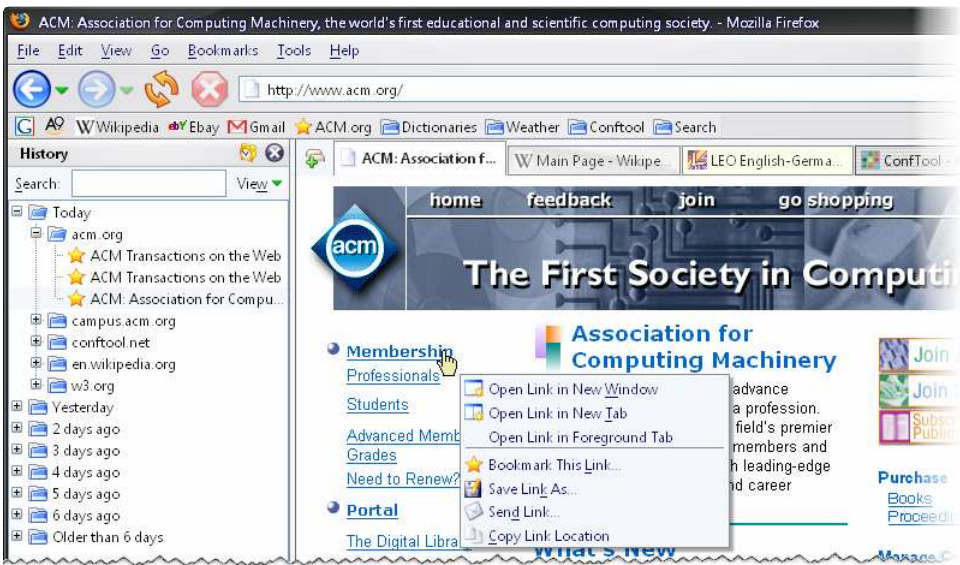 ACM: Association for Computing Machinery, the world's first educational and scientific computing society. - Mozilla Firefox
File Edit View Go Bookmarks Tools Help
http://www.acm.org/
G A9 W Wikipedia ebY Ebay Gmail ACM.org Dictionaries Weather Conftool Search
History
Search: View
Today
acm.org
ACM Transactions on the Web
ACM Transactions on the Web
ACM: Association for Compu...
campus.acm.org
conftool.net
en.wikipedia.org
w3.org
Yesterday
2 days ago
3 days ago
4 days ago
5 days ago
6 days ago
Older than 6 days
ACM: Association f... W Main Page - Wikipe... LEO English-Germa... ConfTool -
home feedback join go shopping
acm
The First Society in Computi
Membership
Professionals
Students
Advanced Memb
Grades
Need to Renew?
Portal
The Digital Libra
Open Link in New Window
Open Link in New Tab
Open Link in Foreground Tab
Bookmark This Link...
Save Link As...
Send Link...
Copy Link Location
Association for
Computing Machinery
advance
a profession.
field's premier
members and
h leading-edge
nd career
What's New
Join
Join
Subsc
Public
Purchase
Books
Proceedi